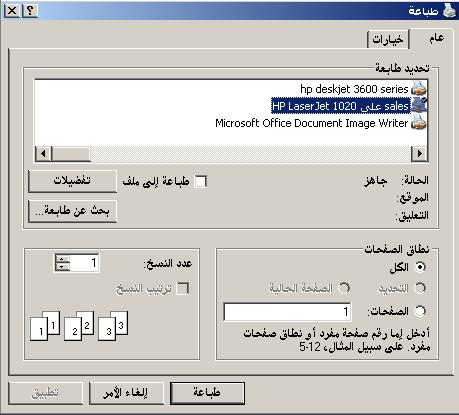 طباعة
عام
خيارات
تحديد طابعة
hp deskjet 3600 series
HP LaserJet 1020 على sales
Microsoft Office Document Image Writer
الحالة: جاهز
الموقع:
التعليق:
طباعة إلى ملف
تفضيلات
بحث عن طابعة...
نطاق الصفحات
الكل
التحديد
الصفحة الحالية
الصفحات:
1
أدخل إما رقم صفحة مفرد أو نطاق صفحات
مفرد. على سبيل المثال، 12-5
عدد النسخ:
1
ترتيب النسخ
1 1 2 2 3 3
طباعة
إلغاء الأمر
تطبيق